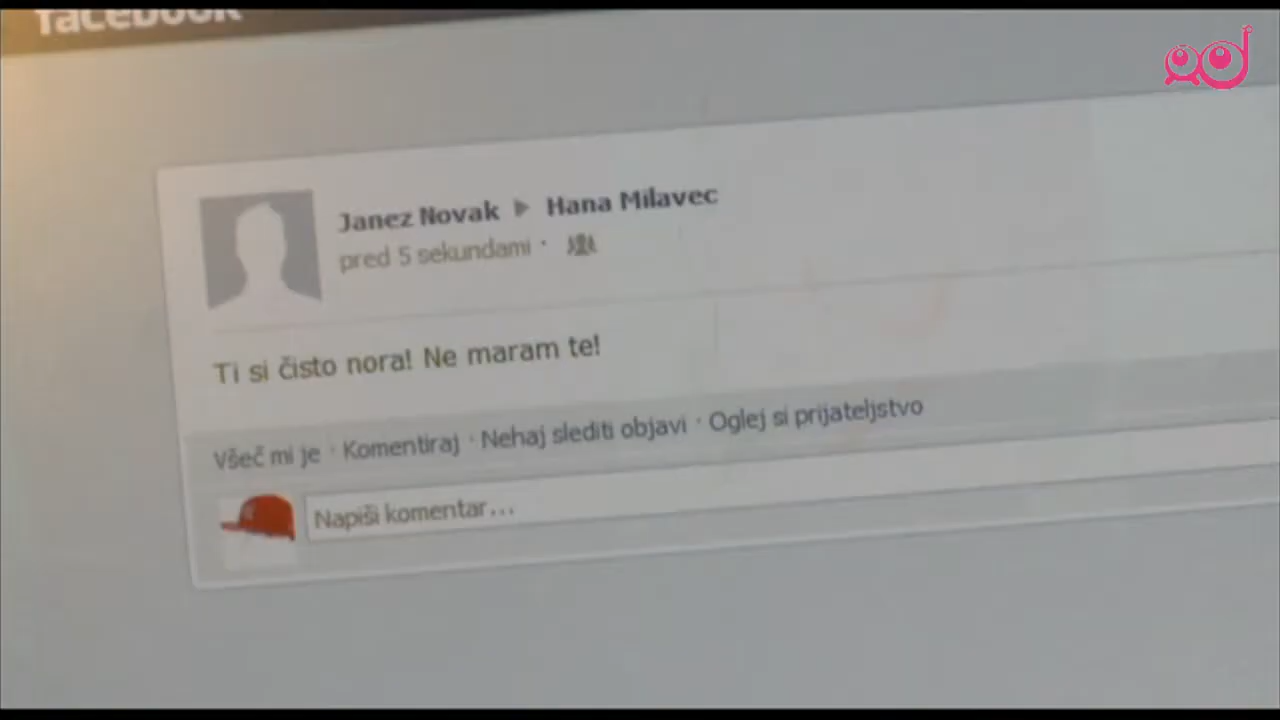 facebook
Janez Novak ▶ Hana Milavec
pred 5 sekundami ·
Ti si čisto nora! Ne maram te!
Všeč mi je · Komentiraj · Nehaj slediti objavi · Oglej si prijateljstvo
Napiši komentar...